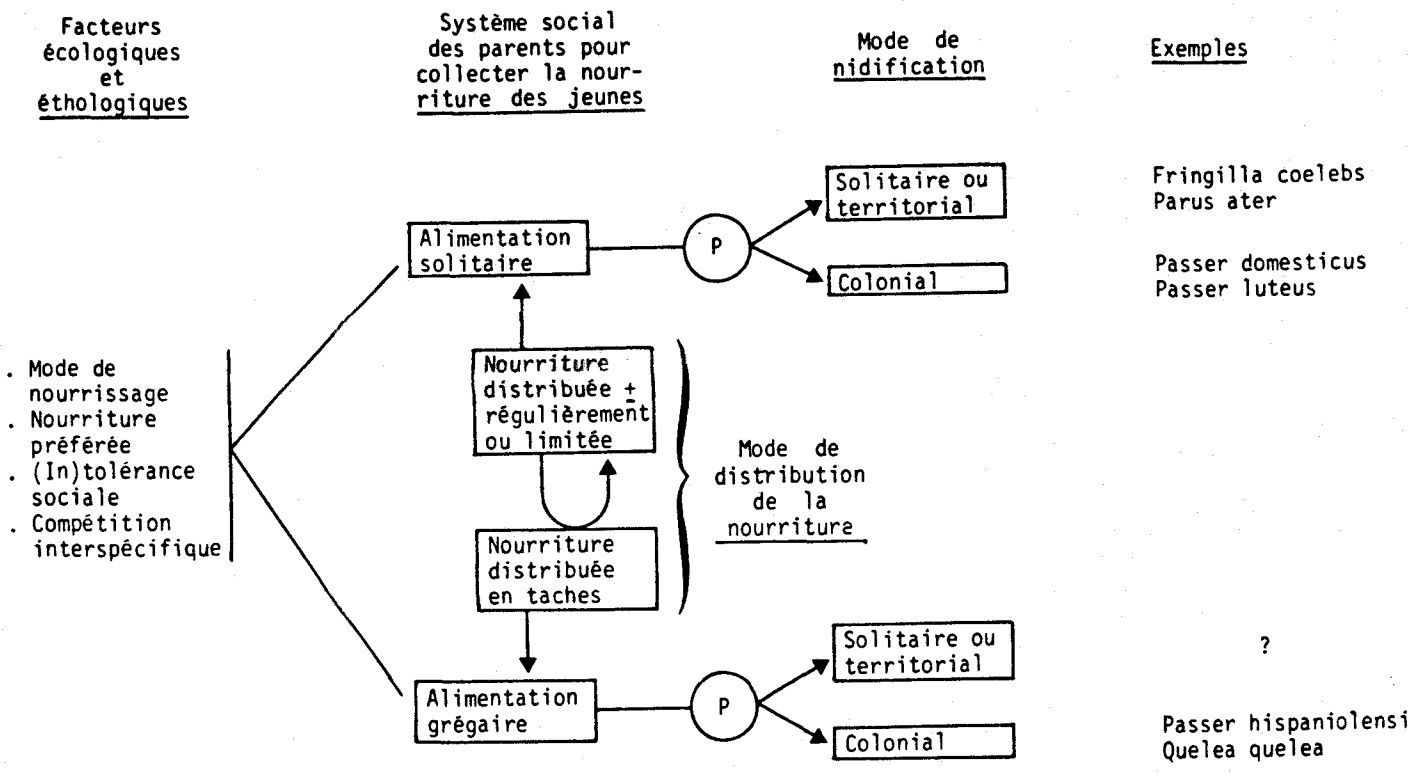 Facteurs
écologiques
et
éthologiques
Système social
des parents pour
collecter la nour-
riture des jeunes
Mode de
nidification
Exemples
Solitaire ou
territorial
Fringilla coelebs
Parus ater
Alimentation
solitaire
P
Colonial
Passer domesticus
Passer luteus
. Mode de
nourrissage
. Nourriture
préférée
. (In)tolérance
sociale
. Compétition
interspécifique
Nourriture
distribuée ±
régulièrement
ou limitée
Mode de
distribution
de la
nourriture
Nourriture
distribuée
en taches
Solitaire ou
territorial
?
Alimentation
grégaire
P
Colonial
Passer hispaniolensi
Quelea quelea